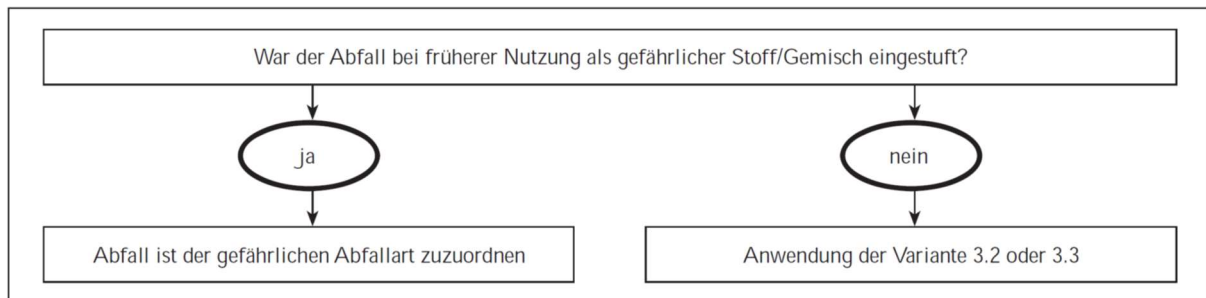 War der Abfall bei früherer Nutzung als gefährlicher Stoff/Gemisch eingestuft?
ja
nein
Abfall ist der gefährlichen Abfallart zuzuordnen
Anwendung der Variante 3.2 oder 3.3